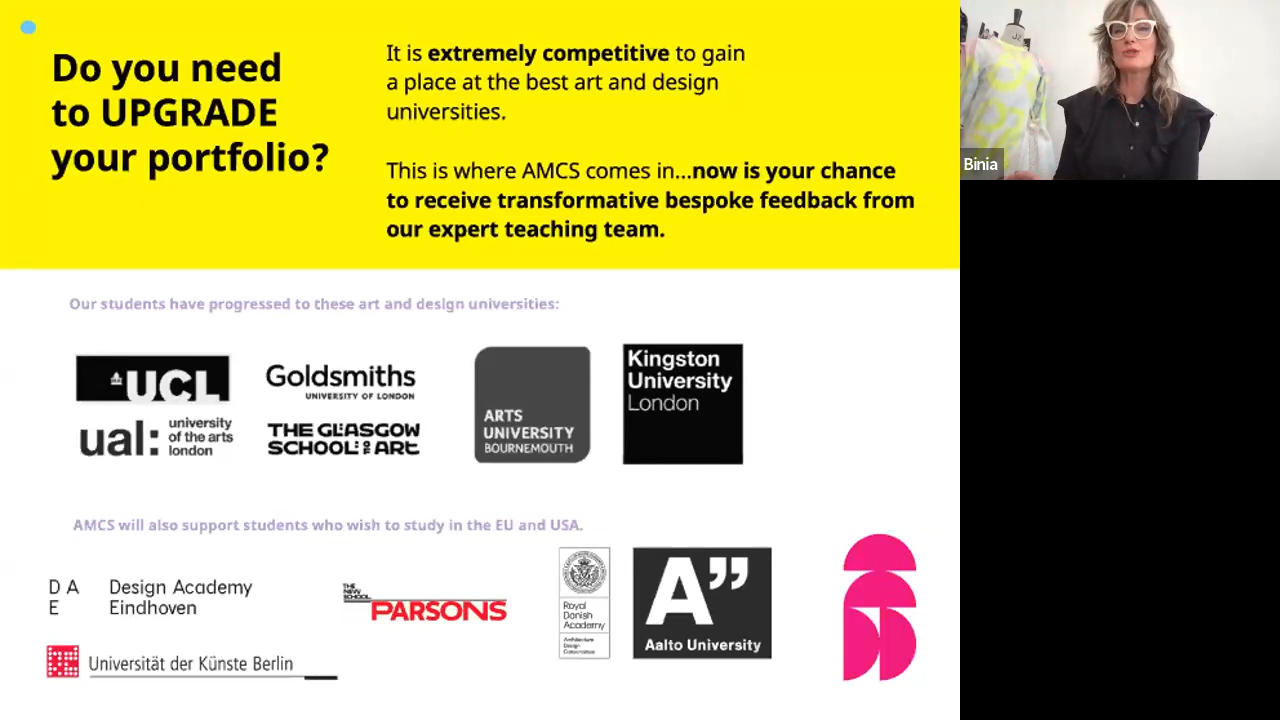 Do you need
to UPGRADE
your portfolio?
It is extremely competitive to gain
a place at the best art and design
universities.
This is where AMCS comes in...now is your chance
to receive transformative bespoke feedback from
our expert teaching team.
Binia
Our students have progressed to these art and design universities:
UCL
Goldsmiths
UNIVERSITY OF LONDON
ual:
university
of the arts
london
THE GLASGOW
SCHOOL OF ART
ARTS
UNIVERSITY
BOURNEMOUTH
Kingston
University
London
AMCS will also support students who wish to study in the EU and USA.
D A
E
Design Academy
Eindhoven
THE
NEW
SCHOOL
PARSONS
Royal
Danish
Academy
Architecture
Design
Conservation
A”
Aalto University
Universität der Künste Berlin